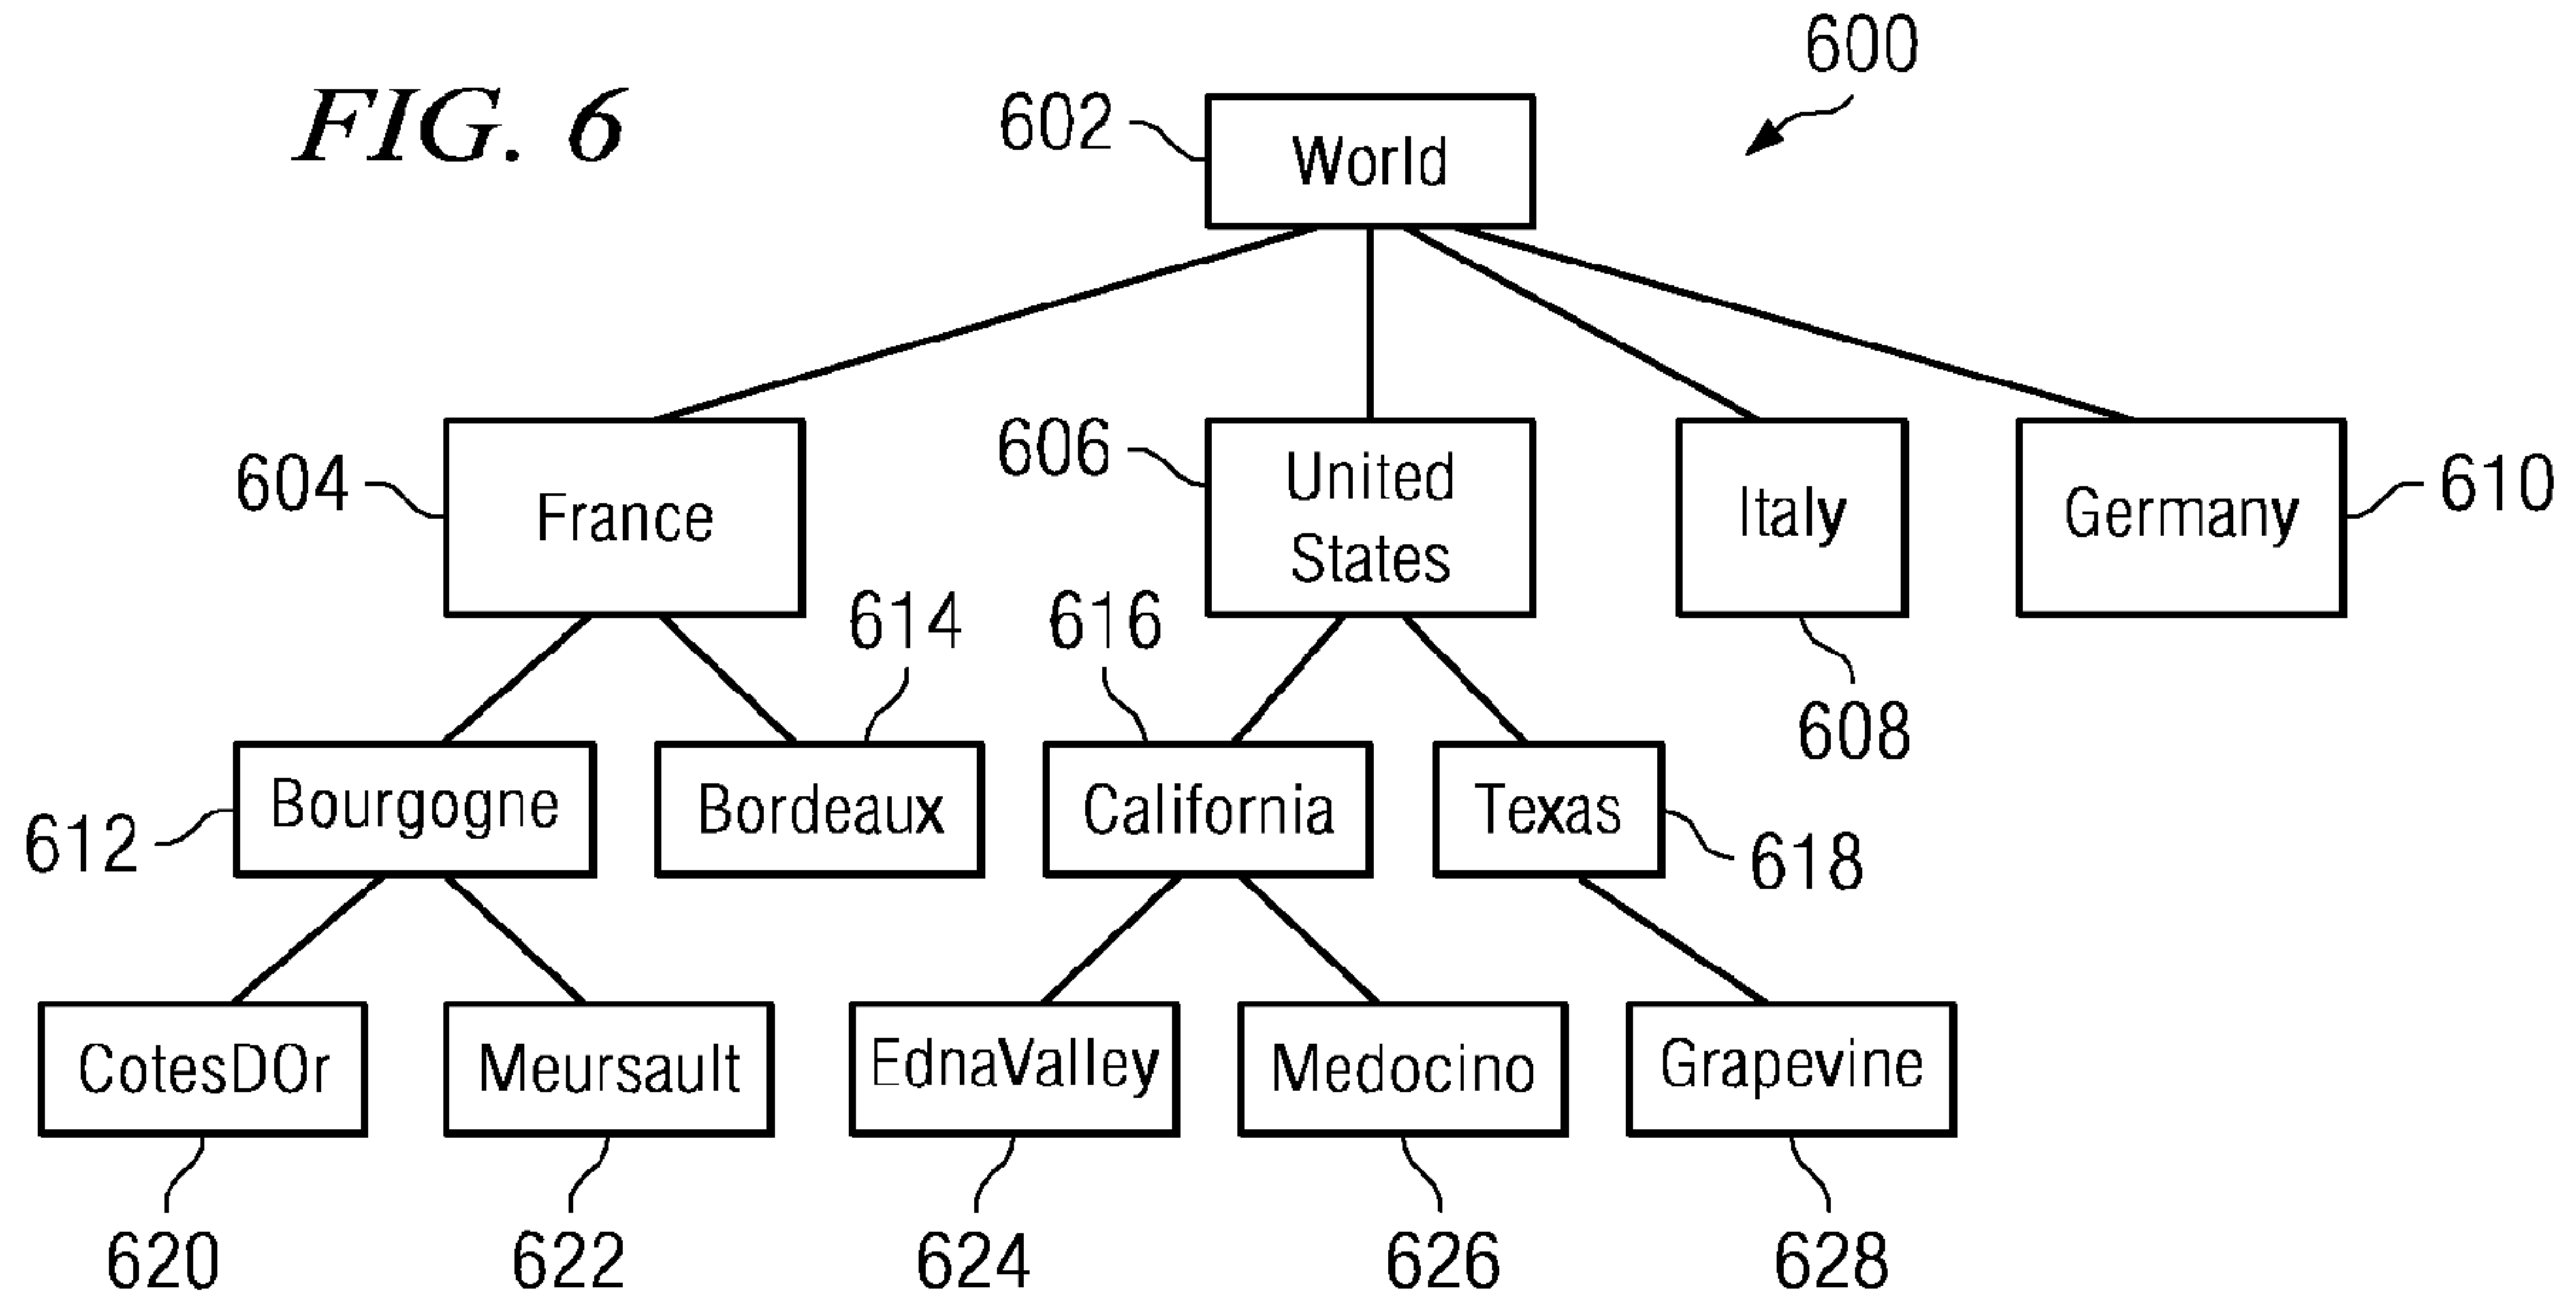 FIG. 6
600
602
World
604
France
606
United
States
Italy
Germany
610
614
616
608
612
Bourgogne
Bordeaux
California
Texas
618
CotesDOr
Meursault
EdnaValley
Medocino
Grapevine
620
622
624
626
628